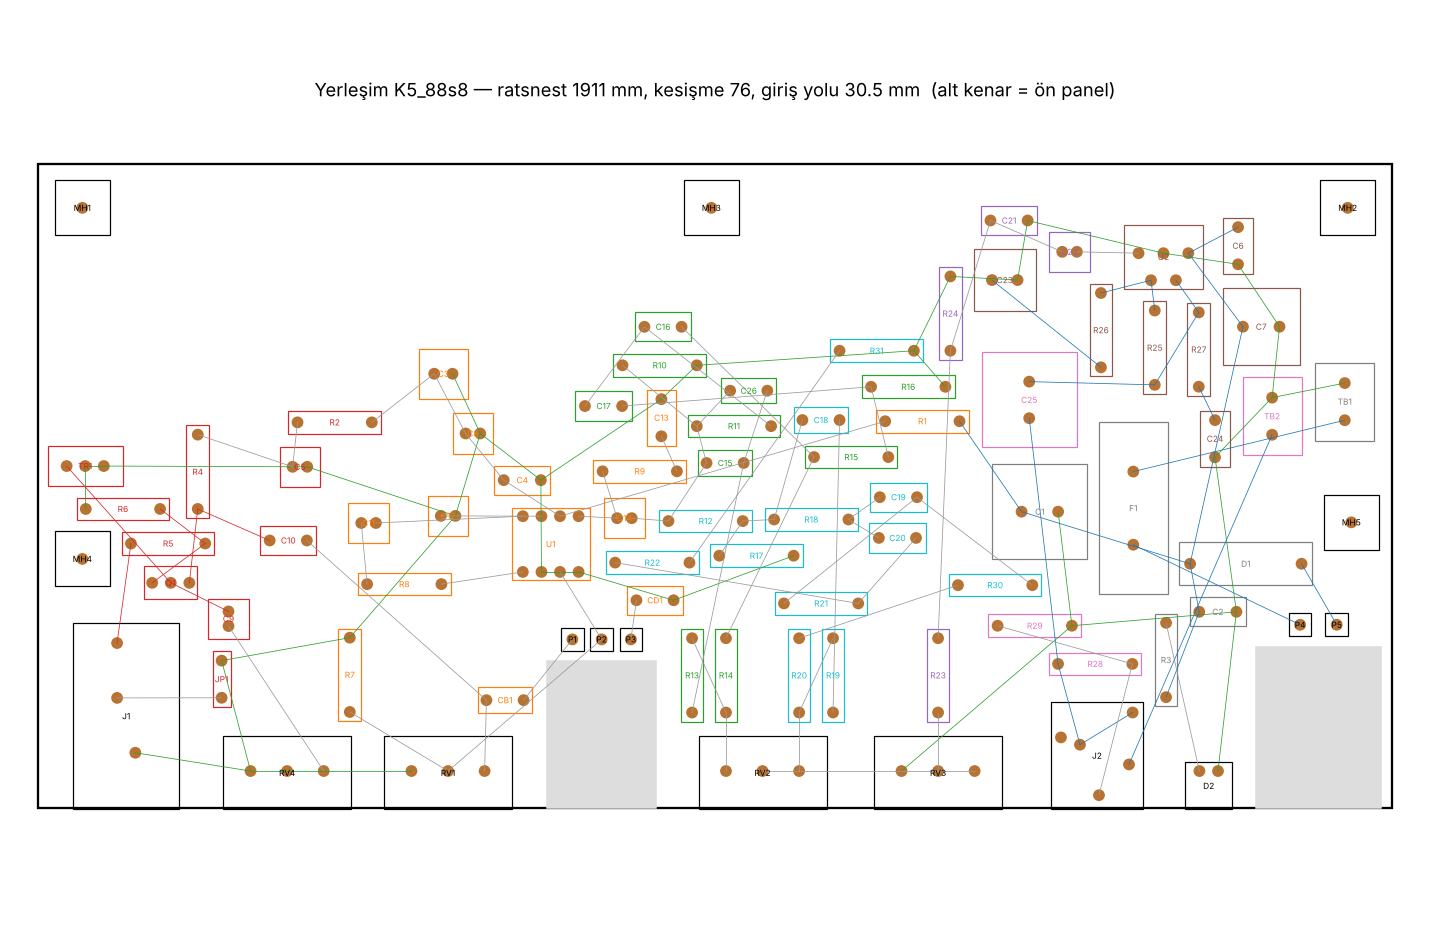 Yerleşim K5_88s8 — ratsnest 1911 mm, kesişme 76, giriş yolu 30.5 mm (alt kenar = ön panel)
MH1
MH3
MH2
C21
C6
R24
C16
R26
C7
R25
R27
R31
R10
C26
R16
C25
TB2
TB1
C17
C13
R2
R11
C18
R1
C24
R4
C15
R15
R9
C4
C19
R6
R12
R18
C1
F1
MH5
R5
C10
U1
C20
MH4
R22
R17
D1
R8
R30
CD1
R21
C2
R29
P1
P2
P3
P4
P5
JP1
R7
R13
R14
R20
R19
R23
R28
R3
CB1
J1
J2
RV4
RV1
RV2
RV3
D2